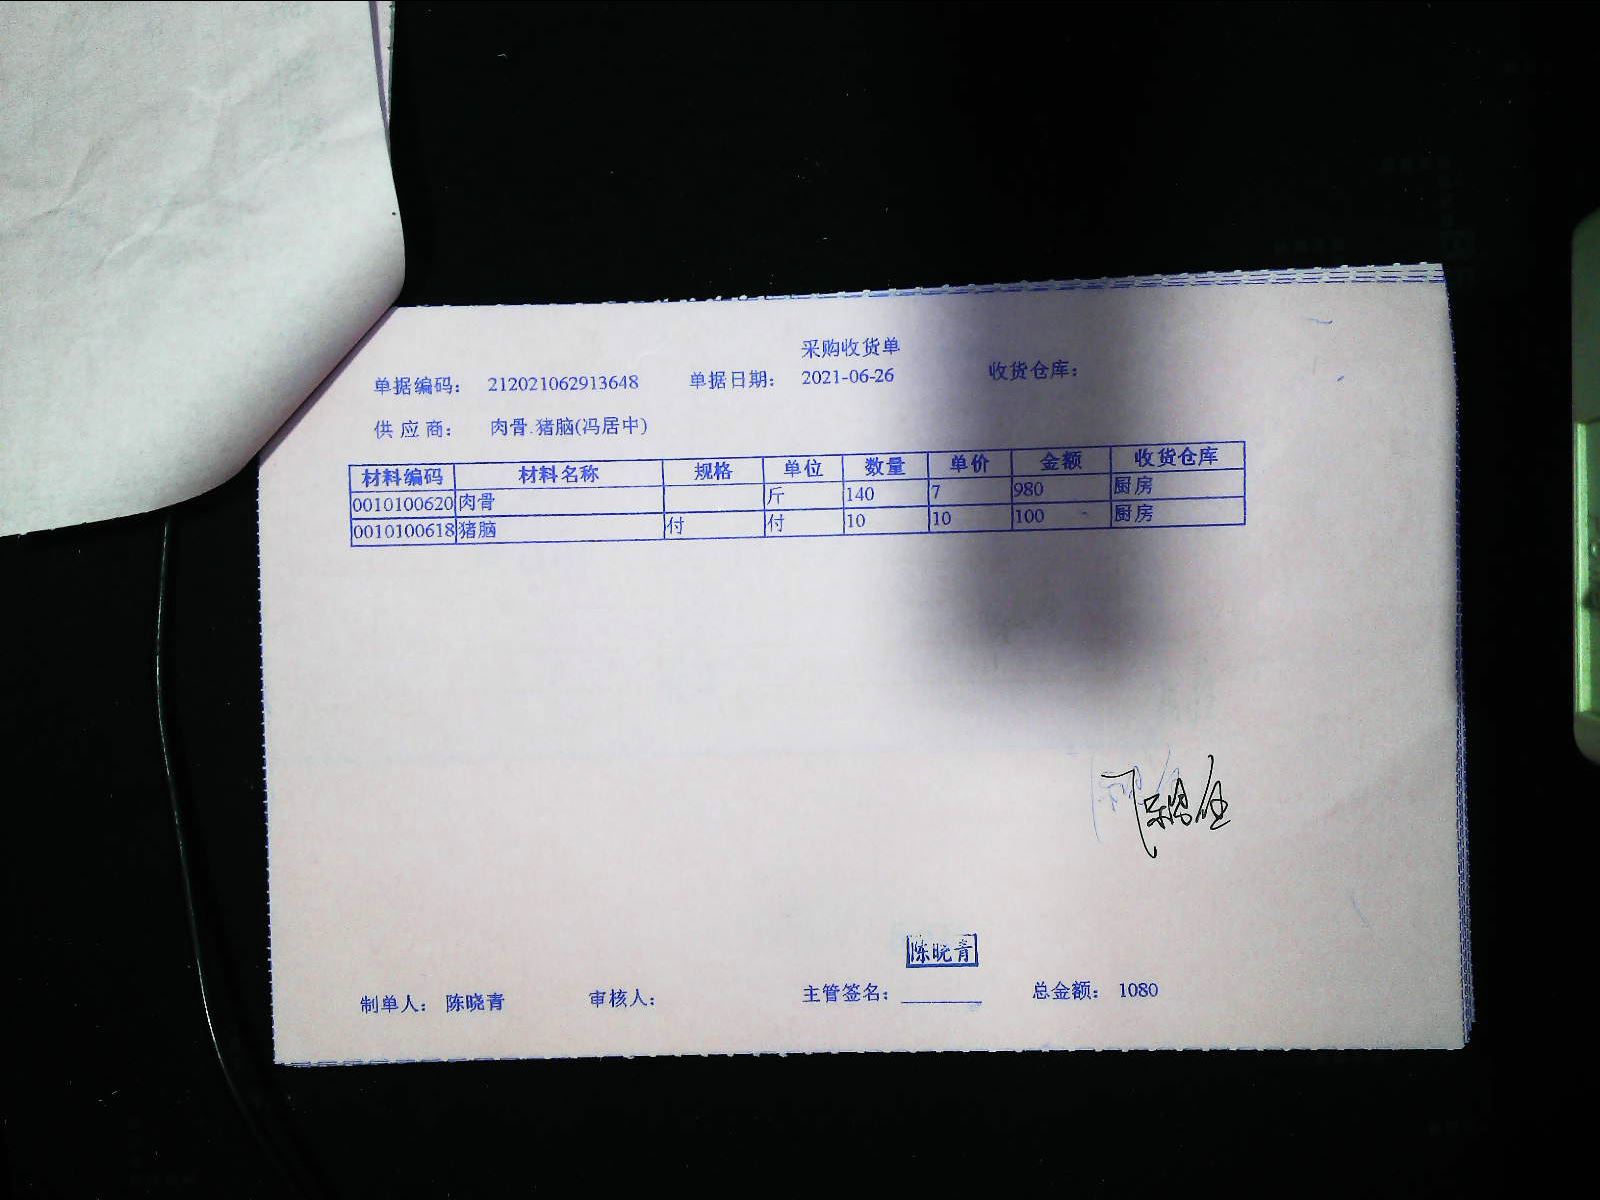 采购收货单
单据编码： 212021062913648 单据日期： 2021-06-26 收货仓库：
供 应 商： 肉骨.猪脑(冯居中)
材料编码 材料名称 规格 单位 数量 单价 金额 收货仓库
0010100620 肉骨 斤 140 7 980 厨房
0010100618 猪脑 付 付 10 10 100 厨房
陈晓青
制单人： 陈晓青 审核人： 主管签名： 总金额： 1080